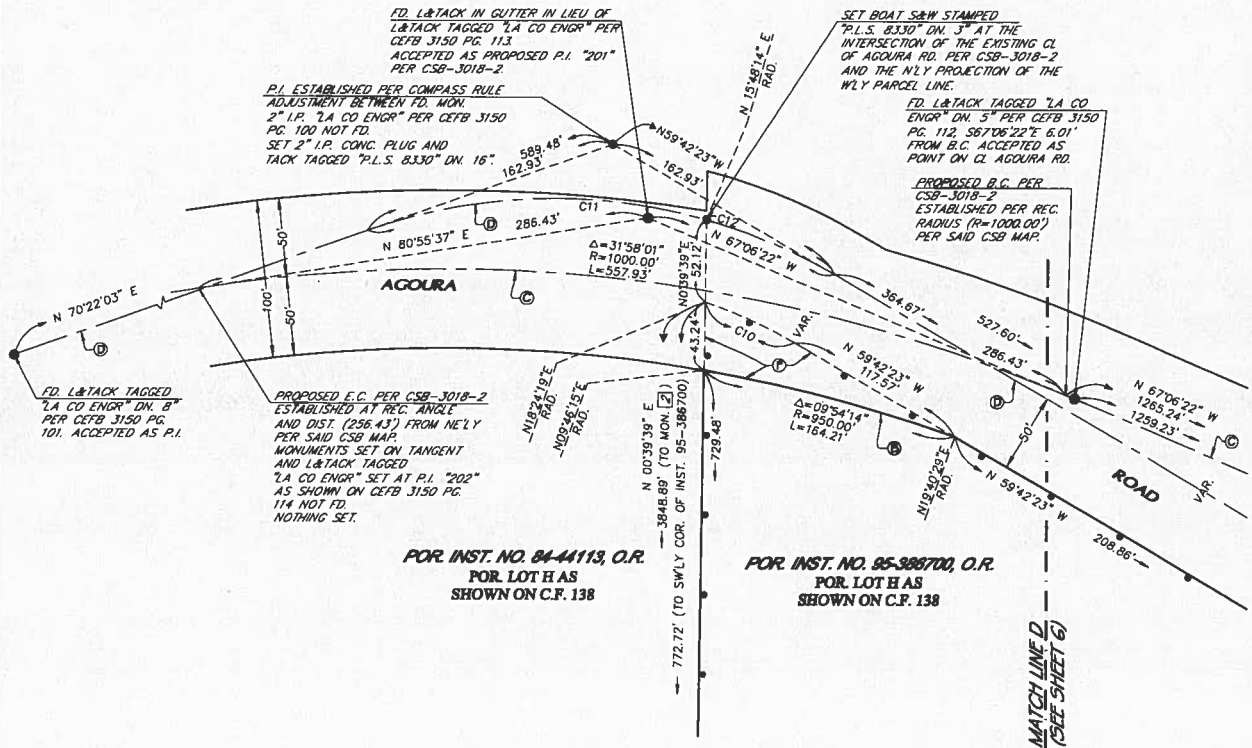 FD. L&TACK IN GUTTER IN LIEU OF
L&TACK TAGGED "LA CO ENGR" PER
CEFB 3150 PG. 113.
ACCEPTED AS PROPOSED P.I. "201"
PER CSB-3018-2.
SET BOAT S&W STAMPED
"P.L.S. 8330" DN. 3" AT THE
INTERSECTION OF THE EXISTING CL
OF AGOURA RD. PER CSB-3018-2
AND THE N'LY PROJECTION OF THE
W'LY PARCEL LINE.
P.I. ESTABLISHED PER COMPASS RULE
ADJUSTMENT BETWEEN FD. MON.
2" I.P. "LA CO ENGR" PER CEFB 3150
PG. 100 NOT FD.
SET 2" I.P. CONC. PLUG AND
TACK TAGGED "P.L.S. 8330" DN. 16".
FD. L&TACK TAGGED "LA CO
ENGR" DN. 5" PER CEFB 3150
PG. 112, S67°06'22"E 6.01'
FROM B.C. ACCEPTED AS
POINT ON CL AGOURA RD.
PROPOSED B.C. PER
CSB-3018-2
ESTABLISHED PER REC.
RADIUS (R=1000.00')
PER SAID CSB MAP.
N 15°48'14" E
RAD.
589.48'
162.93'
N59°42'23"W
162.93'
C11
C12
D
N 80°55'37" E
286.43'
Δ=31°58'01"
R=1000.00'
L=557.93'
N 67°06'22" W
364.67'
527.60'
286.43'
N 70°22'03" E
D
100'
50'
50'
AGOURA
C
N0°39'39"E
52.12'
43.24'
C10
VAR.
F
N 59°42'23" W
117.57'
D
N 67°06'22" W
1265.24'
1259.23'
C
FD. L&TACK TAGGED
"LA CO ENGR" DN. 8"
PER CEFB 3150 PG.
101. ACCEPTED AS P.I.
PROPOSED E.C. PER CSB-3018-2
ESTABLISHED AT REC. ANGLE
AND DIST. (256.43') FROM NE'LY
PER SAID CSB MAP.
MONUMENTS SET ON TANGENT
AND L&TACK TAGGED
"LA CO ENGR" SET AT P.I. "202"
AS SHOWN ON CEFB 3150 PG.
114 NOT FD.
NOTHING SET.
N18°24'19"E
RAD.
N09°46'15"E
RAD.
Δ=09°54'14"
R=950.00'
L=164.21'
B
N19°40'29"E
RAD.
50'
N 59°42'23" W
208.86'
ROAD
VAR.
N 00°39'39" E
3848.89' (TO MON. 2)
772.72' (TO SW'LY COR. OF INST. 95-386700)
729.48'
POR. INST. NO. 84-44113, O.R.
POR. LOT H AS
SHOWN ON C.F. 138
POR. INST. NO. 95-386700, O.R.
POR. LOT H AS
SHOWN ON C.F. 138
MATCH LINE D
(SEE SHEET 6)